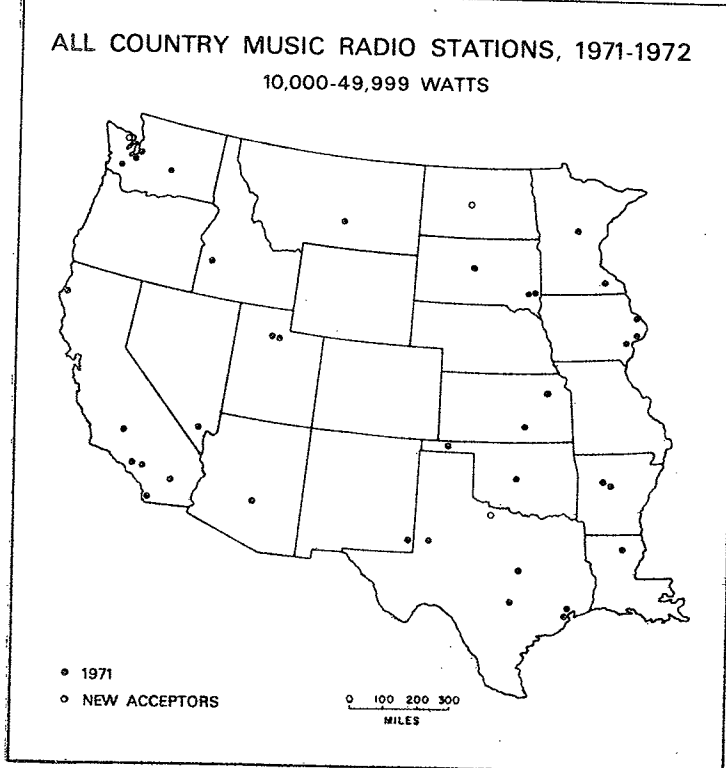 ALL COUNTRY MUSIC RADIO STATIONS, 1971-1972
10,000-49,999 WATTS
1971
NEW ACCEPTORS
0 100 200 300
MILES